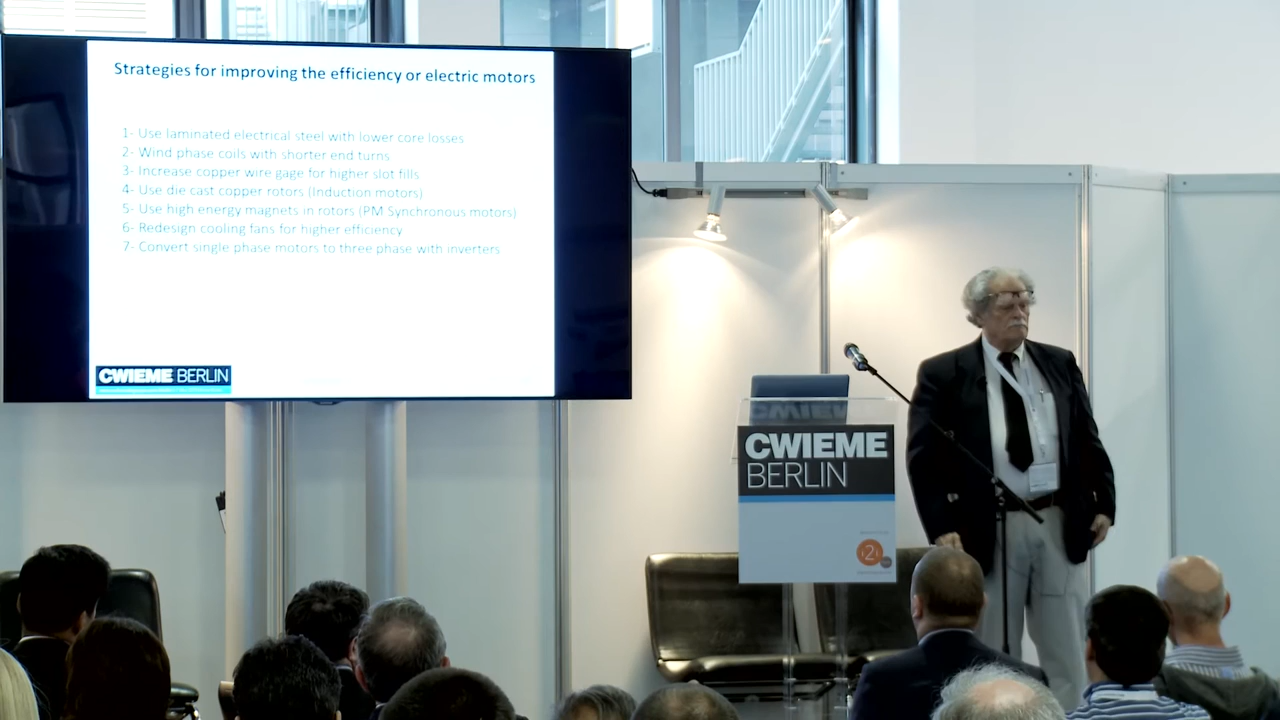 Strategies for improving the efficiency or electric motors
1- Use laminated electrical steel with lower core losses
2- Wind phase coils with shorter end turns
3- Increase copper wire gage for higher slot fills
4- Use die cast copper rotors (Induction motors)
5- Use high energy magnets in rotors (PM Synchronous motors)
6- Redesign cooling fans for higher efficiency
7- Convert single phase motors to three phase with inverters
CWIEME BERLIN
CWIEME
CWIEME
BERLIN
i2i